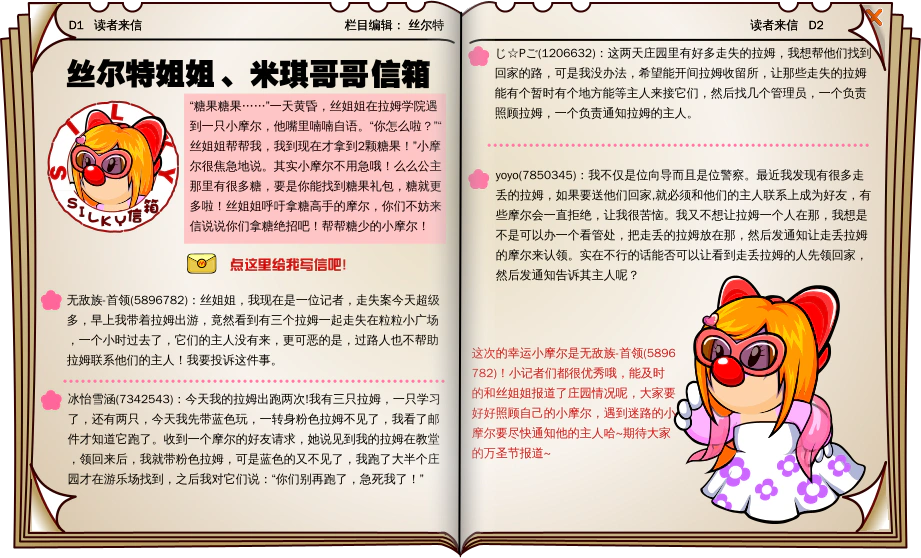 D1 读者来信
栏目编辑： 丝尔特
丝尔特姐姐、米琪哥哥信箱
SILKY
SILKY信箱
“糖果糖果……”一天黄昏，丝姐姐在拉姆学院遇
到一只小摩尔，他嘴里喃喃自语。“你怎么啦？”“
丝姐姐帮帮我，我到现在才拿到2颗糖果！”小摩
尔很焦急地说。其实小摩尔不用急哦！么么公主
那里有很多糖，要是你能找到糖果礼包，糖就更
多啦！丝姐姐呼吁拿糖高手的摩尔，你们不妨来
信说说你们拿糖绝招吧！帮帮糖少的小摩尔！
点这里给我写信吧!
无敌族-首领(5896782)：丝姐姐，我现在是一位记者，走失案今天超级
多，早上我带着拉姆出游，竟然看到有三个拉姆一起走失在粒粒小广场
，一个小时过去了，它们的主人没有来，更可恶的是，过路人也不帮助
拉姆联系他们的主人！我要投诉这件事。
冰怡雪涵(7342543)：今天我的拉姆出跑两次!我有三只拉姆，一只学习
了，还有两只，今天我先带蓝色玩，一转身粉色拉姆不见了，我看了邮
件才知道它跑了。收到一个摩尔的好友请求，她说见到我的拉姆在教堂
，领回来后，我就带粉色拉姆，可是蓝色的又不见了，我跑了大半个庄
园才在游乐场找到，之后我对它们说：“你们别再跑了，急死我了！”
读者来信 D2
じ☆Pご(1206632)：这两天庄园里有好多走失的拉姆，我想帮他们找到
回家的路，可是我没办法，希望能开间拉姆收留所，让那些走失的拉姆
能有个暂时有个地方能等主人来接它们，然后找几个管理员，一个负责
照顾拉姆，一个负责通知拉姆的主人。
yoyo(7850345)：我不仅是位向导而且是位警察。最近我发现有很多走
丢的拉姆，如果要送他们回家,就必须和他们的主人联系上成为好友，有
些摩尔会一直拒绝，让我很苦恼。我又不想让拉姆一个人在那，我想是
不是可以办一个看管处，把走丢的拉姆放在那，然后发通知让走丢拉姆
的摩尔来认领。实在不行的话能否可以让看到走丢拉姆的人先领回家，
然后发通知告诉其主人呢？
这次的幸运小摩尔是无敌族-首领(5896
782)！小记者们都很优秀哦，能及时
的和丝姐姐报道了庄园情况呢，大家要
好好照顾自己的小摩尔，遇到迷路的小
摩尔要尽快通知他的主人哈~期待大家
的万圣节报道~